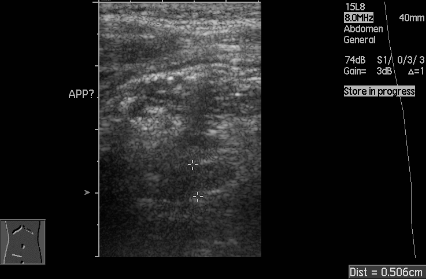 15L8
8.0MHz 40mm
Abdomen
General
74dB S1/ 0/3/3
Gain= 3dB Δ=1
APP?
Store in progress
Dist = 0.506cm